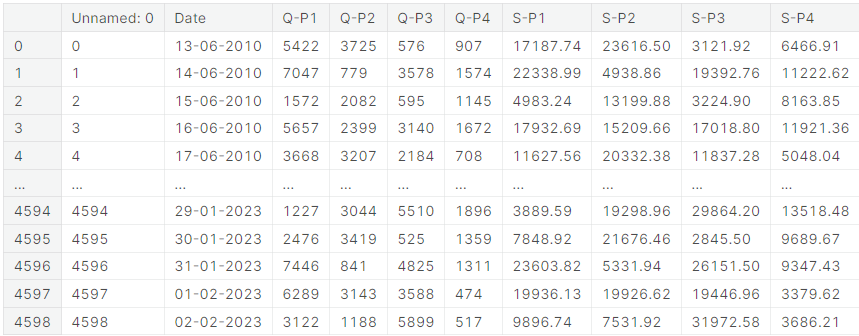 Unnamed: 0 Date Q-P1 Q-P2 Q-P3 Q-P4 S-P1 S-P2 S-P3 S-P4
0 0 13-06-2010 5422 3725 576 907 17187.74 23616.50 3121.92 6466.91
1 1 14-06-2010 7047 779 3578 1574 22338.99 4938.86 19392.76 11222.62
2 2 15-06-2010 1572 2082 595 1145 4983.24 13199.88 3224.90 8163.85
3 3 16-06-2010 5657 2399 3140 1672 17932.69 15209.66 17018.80 11921.36
4 4 17-06-2010 3668 3207 2184 708 11627.56 20332.38 11837.28 5048.04
... ... ... ... ... ... ... ... ... ... ...
4594 4594 29-01-2023 1227 3044 5510 1896 3889.59 19298.96 29864.20 13518.48
4595 4595 30-01-2023 2476 3419 525 1359 7848.92 21676.46 2845.50 9689.67
4596 4596 31-01-2023 7446 841 4825 1311 23603.82 5331.94 26151.50 9347.43
4597 4597 01-02-2023 6289 3143 3588 474 19936.13 19926.62 19446.96 3379.62
4598 4598 02-02-2023 3122 1188 5899 517 9896.74 7531.92 31972.58 3686.21